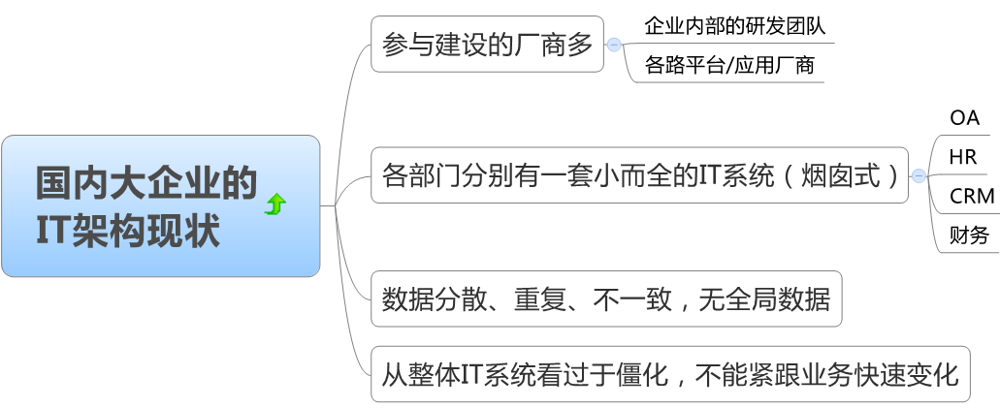 国内大企业的
IT架构现状
参与建设的厂商多
企业内部的研发团队
各路平台/应用厂商
各部门分别有一套小而全的IT系统（烟囱式）
OA
HR
CRM
财务
数据分散、重复、不一致，无全局数据
从整体IT系统看过于僵化，不能紧跟业务快速变化